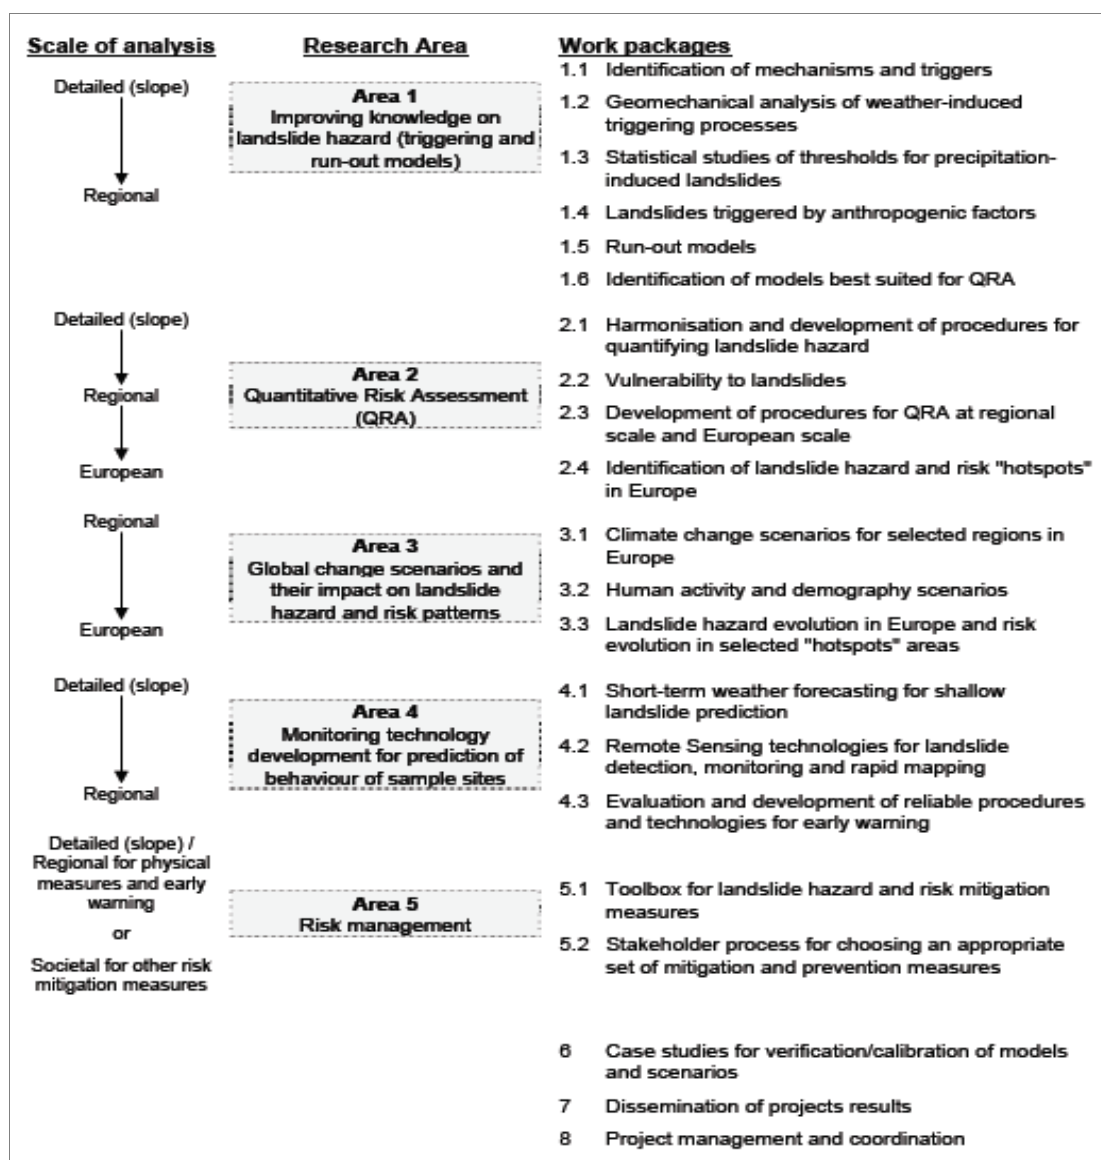 Scale of analysis
Research Area
Work packages
Detailed (slope)
Regional
Area 1
Improving knowledge on
landslide hazard (triggering and
run-out models)
1.1 Identification of mechanisms and triggers
1.2 Geomechanical analysis of weather-induced
triggering processes
1.3 Statistical studies of thresholds for precipitation-
induced landslides
1.4 Landslides triggered by anthropogenic factors
1.5 Run-out models
1.6 Identification of models best suited for QRA
Detailed (slope)
Regional
European
Area 2
Quantitative Risk Assessment
(QRA)
2.1 Harmonisation and development of procedures for
quantifying landslide hazard
2.2 Vulnerability to landslides
2.3 Development of procedures for QRA at regional
scale and European scale
2.4 Identification of landslide hazard and risk "hotspots"
in Europe
Regional
European
Area 3
Global change scenarios and
their impact on landslide
hazard and risk patterns
3.1 Climate change scenarios for selected regions in
Europe
3.2 Human activity and demography scenarios
3.3 Landslide hazard evolution in Europe and risk
evolution in selected "hotspots" areas
Detailed (slope)
Regional
Area 4
Monitoring technology
development for prediction of
behaviour of sample sites
4.1 Short-term weather forecasting for shallow
landslide prediction
4.2 Remote Sensing technologies for landslide
detection, monitoring and rapid mapping
4.3 Evaluation and development of reliable procedures
and technologies for early warning
Detailed (slope) /
Regional for physical
measures and early
warning
or
Societal for other risk
mitigation measures
Area 5
Risk management
5.1 Toolbox for landslide hazard and risk mitigation
measures
5.2 Stakeholder process for choosing an appropriate
set of mitigation and prevention measures
6 Case studies for verification/calibration of models
and scenarios
7 Dissemination of projects results
8 Project management and coordination